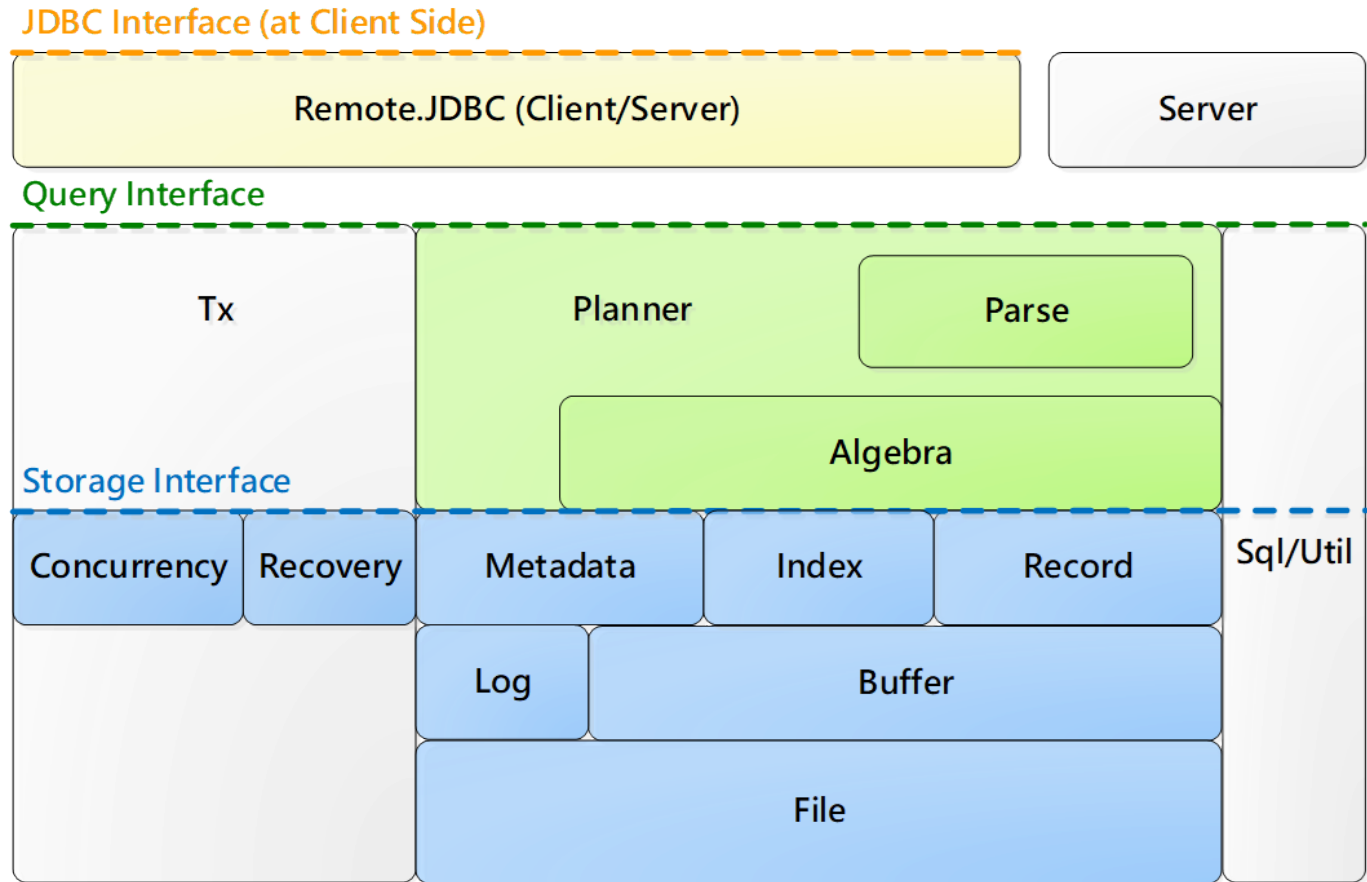 JDBC Interface (at Client Side)
Remote.JDBC (Client/Server)
Server
Query Interface
Tx
Planner
Parse
Algebra
Storage Interface
Concurrency
Recovery
Metadata
Index
Record
Sql/Util
Log
Buffer
File